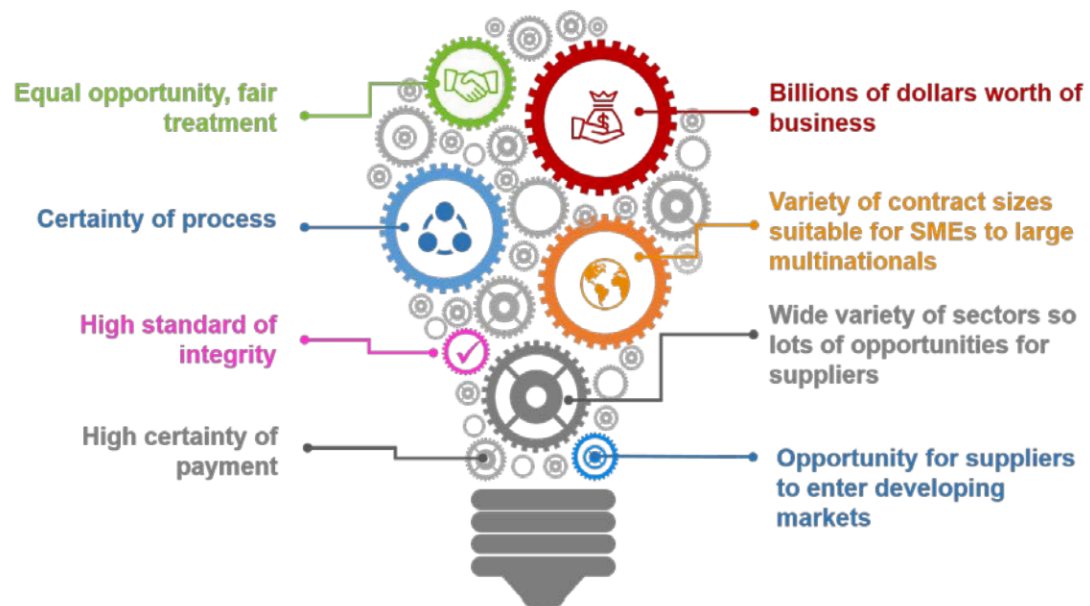 Equal opportunity, fair
treatment
Certainty of process
High standard of
integrity
High certainty of
payment
$
Billions of dollars worth of
business
Variety of contract sizes
suitable for SMEs to large
multinationals
Wide variety of sectors so
lots of opportunities for
suppliers
Opportunity for suppliers
to enter developing
markets